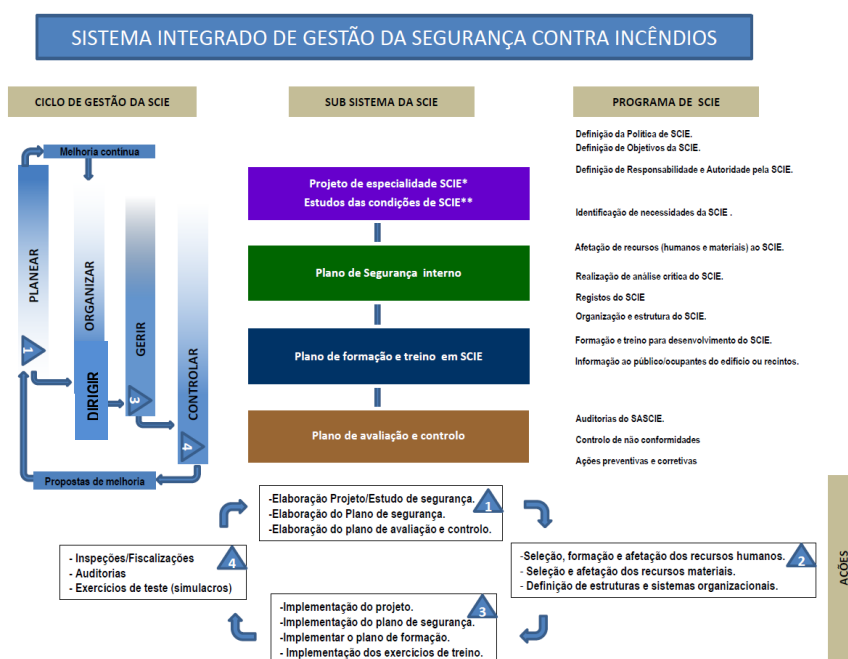 SISTEMA INTEGRADO DE GESTÃO DA SEGURANÇA CONTRA INCÊNDIOS
CICLO DE GESTÃO DA SCIE
SUB SISTEMA DA SCIE
PROGRAMA DE SCIE
Melhoria continua
PLANEAR
1
ORGANIZAR
DIRIGIR
GERIR
3
CONTROLAR
4
Propostas de melhoria
Projeto de especialidade SCIE*
Estudos das condições de SCIE**
Plano de Segurança interno
Plano de formação e treino em SCIE
Plano de avaliação e controlo
Definição da Política de SCIE.
Definição de Objetivos da SCIE.
Definição de Responsabilidade e Autoridade pela SCIE.
Identificação de necessidades da SCIE .
Afetação de recursos (humanos e materiais) ao SCIE.
Realização de análise critica do SCIE.
Registos do SCIE
Organização e estrutura do SCIE.
Formação e treino para desenvolvimento do SCIE.
Informação ao público/ocupantes do edificio ou recintos.
Auditorias do SASCIE.
Controlo de não conformidades
Ações preventivas e corretivas
-Elaboração Projeto/Estudo de segurança.
-Elaboração do Plano de segurança.
-Elaboração do plano de avaliação e controlo.
1
-Seleção, formação e afetação dos recursos humanos.
- Seleção e afetação dos recursos materiais.
- Definição de estruturas e sistemas organizacionais.
2
-Implementação do projeto.
-Implementação do plano de segurança.
-Implementar o plano de formação.
- Implementação dos exercicios de treino.
3
- Inspeções/Fiscalizações
- Auditorias
- Exercicios de teste (simulacros)
4
AÇÕES